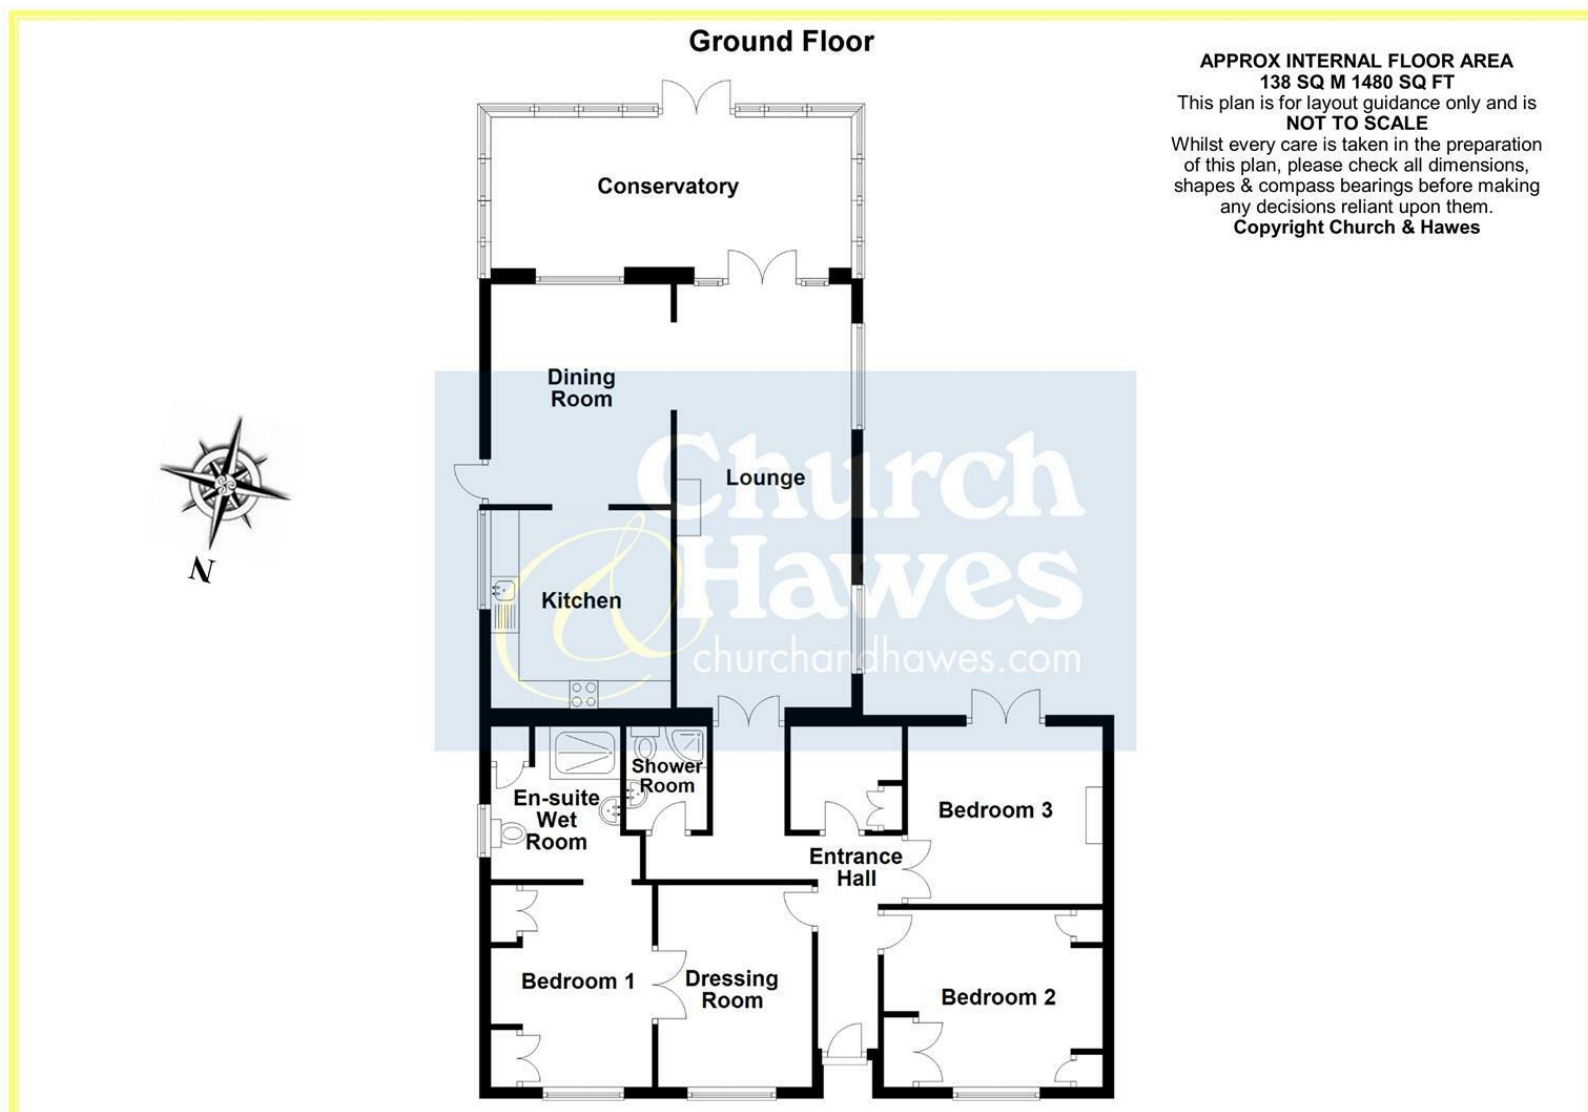 Ground Floor
APPROX INTERNAL FLOOR AREA
138 SQ M 1480 SQ FT
This plan is for layout guidance only and is
NOT TO SCALE
Whilst every care is taken in the preparation
of this plan, please check all dimensions,
shapes & compass bearings before making
any decisions reliant upon them.
Copyright Church & Hawes
Conservatory
Dining
Room
Lounge
Church
& Hawes
churchandhawes.com
N
Kitchen
Shower
Room
En-suite
Wet
Room
Bedroom 3
Entrance
Hall
Bedroom 1
Dressing
Room
Bedroom 2